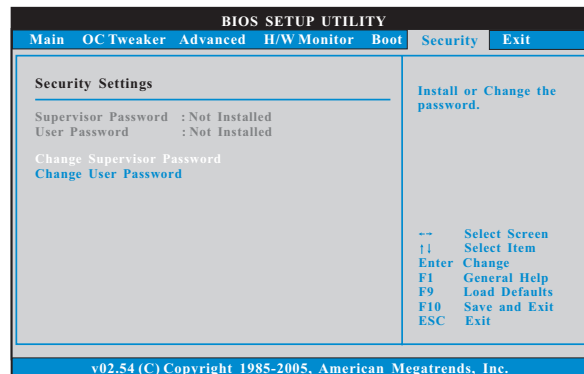 BIOS SETUP UTILITY
Main OC Tweaker Advanced H/W Monitor Boot Security Exit
Security Settings
Supervisor Password : Not Installed
User Password : Not Installed
Change Supervisor Password
Change User Password
Install or Change the
password.
←→ Select Screen
↑↓ Select Item
Enter Change
F1 General Help
F9 Load Defaults
F10 Save and Exit
ESC Exit
v02.54 (C) Copyright 1985-2005, American Megatrends, Inc.